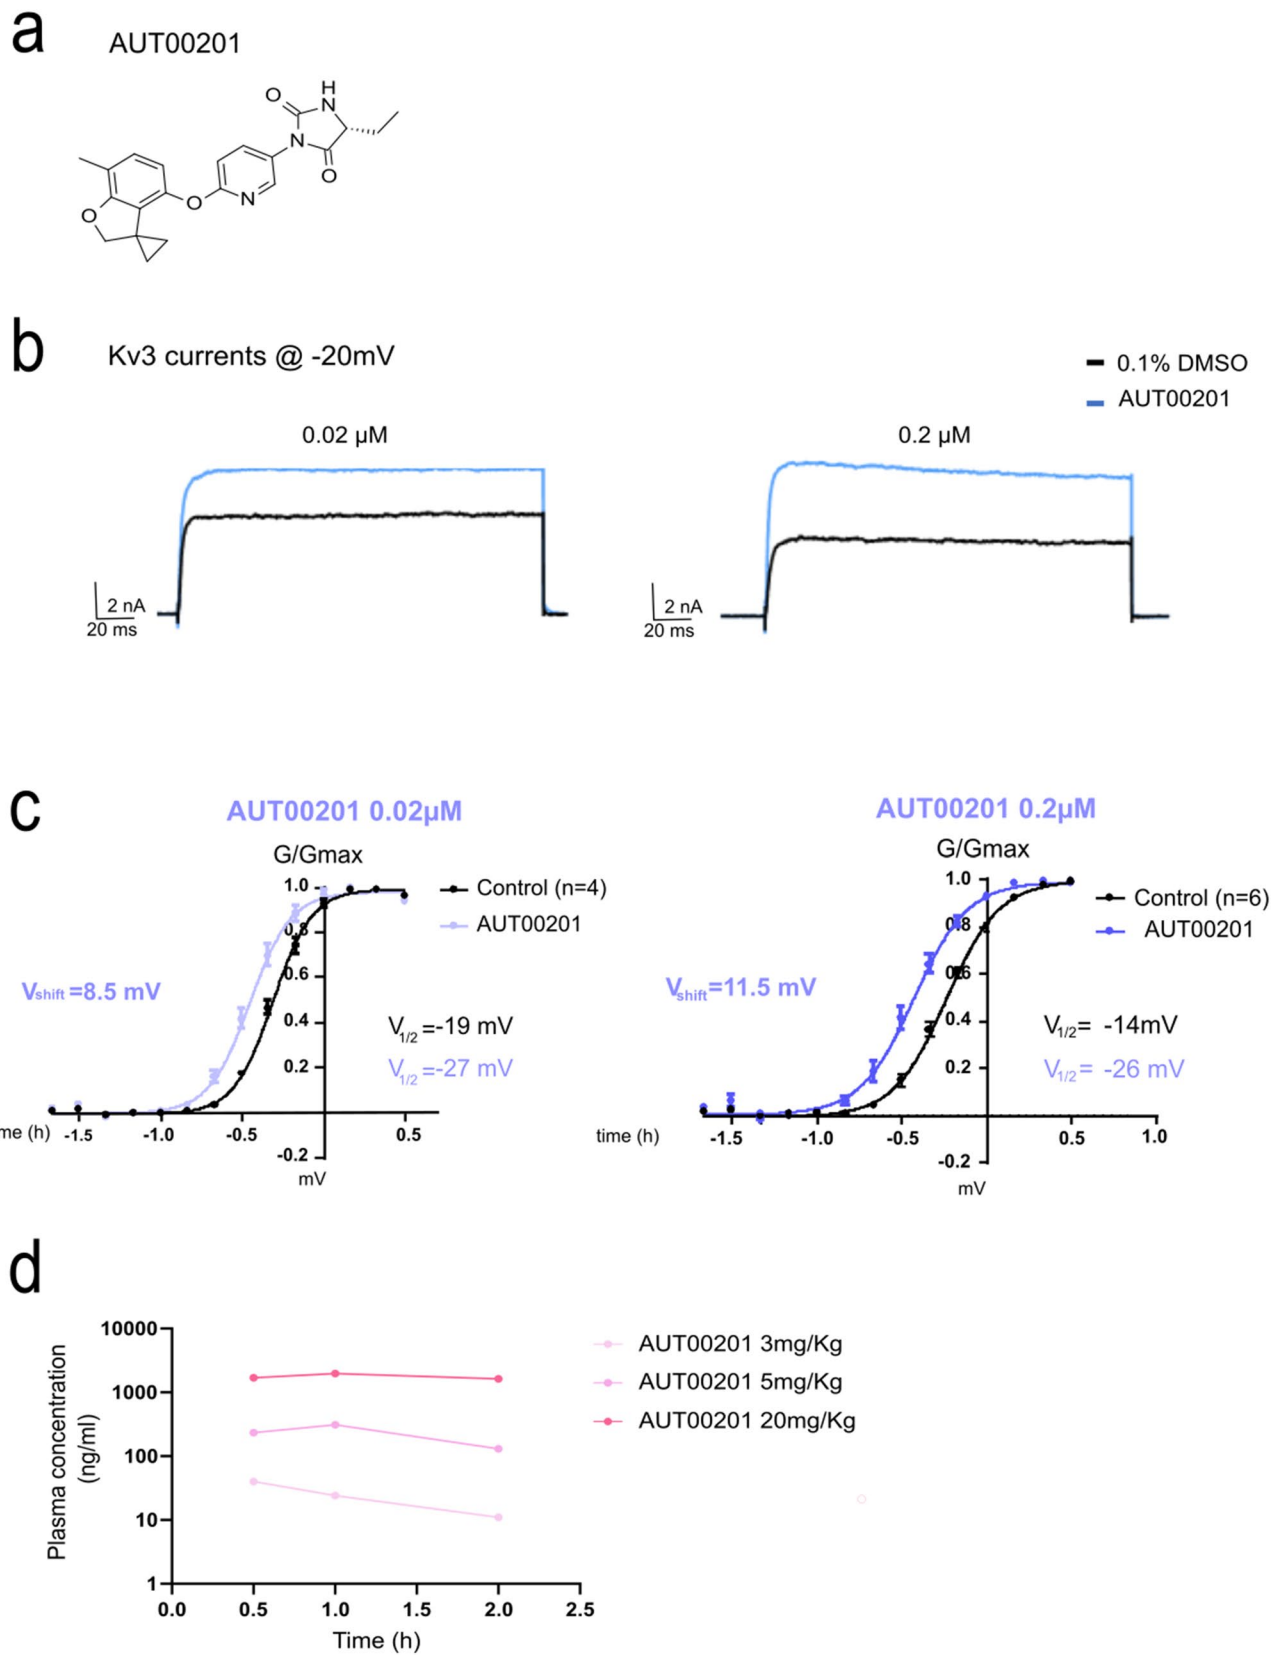 a
AUT00201
H
O
N
N
O
N
O
O
b
Kv3 currents @ -20mV
0.1% DMSO
AUT00201
0.02 µM
0.2 µM
2 nA
20 ms
2 nA
20 ms
c
AUT00201 0.02µM
G/Gmax
1.0
0.8
0.6
0.4
0.2
-0.2
Control (n=4)
AUT00201
Vshift =8.5 mV
V1/2 =-19 mV
V1/2 =-27 mV
me (h)
-1.5
-1.0
-0.5
0.5
mV
AUT00201 0.2µM
G/Gmax
1.0
0.8
0.6
0.4
0.2
-0.2
Control (n=6)
AUT00201
Vshift=11.5 mV
V1/2= -14mV
V1/2= -26 mV
time (h)
-1.5
-1.0
-0.5
0.5
1.0
mV
d
Plasma concentration
(ng/ml)
10000
1000
100
10
1
0.0
0.5
1.0
1.5
2.0
2.5
Time (h)
AUT00201 3mg/Kg
AUT00201 5mg/Kg
AUT00201 20mg/Kg